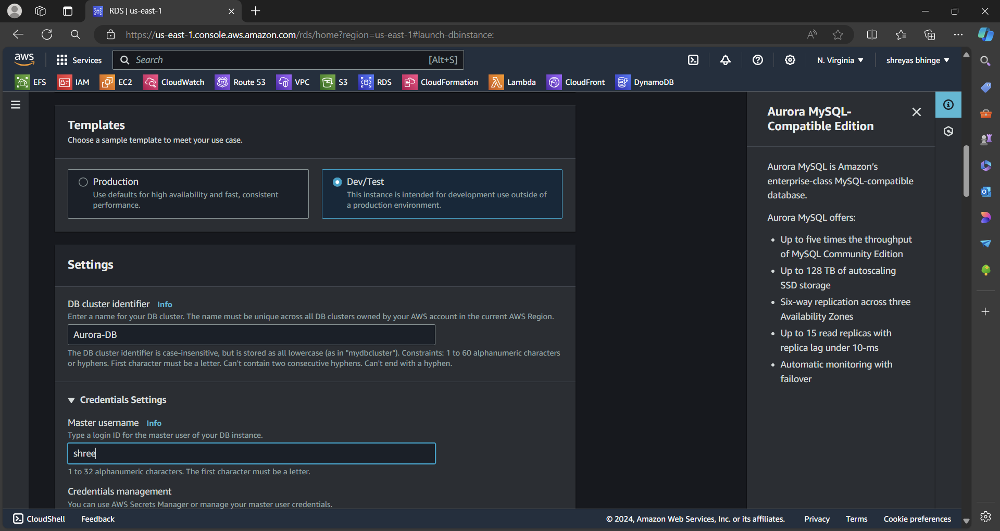 RDS | us-east-1
https://us-east-1.console.aws.amazon.com/rds/home?region=us-east-1#launch-dbinstance:
aws
Services
Search
[Alt+S]
N. Virginia
shreyas bhinge
EFS
IAM
EC2
CloudWatch
Route 53
VPC
S3
RDS
CloudFormation
Lambda
CloudFront
DynamoDB
Templates
Choose a sample template to meet your use case.
Production
Use defaults for high availability and fast, consistent
performance.
Dev/Test
This instance is intended for development use outside of
a production environment.
Settings
DB cluster identifier Info
Enter a name for your DB cluster. The name must be unique across all DB clusters owned by your AWS account in the current AWS Region.
Aurora-DB
The DB cluster identifier is case-insensitive, but is stored as all lowercase (as in "mydbcluster"). Constraints: 1 to 60 alphanumeric characters
or hyphens. First character must be a letter. Can't contain two consecutive hyphens. Can't end with a hyphen.
Credentials Settings
Master username Info
Type a login ID for the master user of your DB instance.
shree
1 to 32 alphanumeric characters. The first character must be a letter.
Credentials management
You can use AWS Secrets Manager or manage your master user credentials.
Aurora MySQL-
Compatible Edition
Aurora MySQL is Amazon's
enterprise-class MySQL-compatible
database.
Aurora MySQL offers:
• Up to five times the throughput
of MySQL Community Edition
• Up to 128 TB of autoscaling
SSD storage
• Six-way replication across three
Availability Zones
• Up to 15 read replicas with
replica lag under 10-ms
• Automatic monitoring with
failover
CloudShell
Feedback
© 2024, Amazon Web Services, Inc. or its affiliates.
Privacy
Terms
Cookie preferences